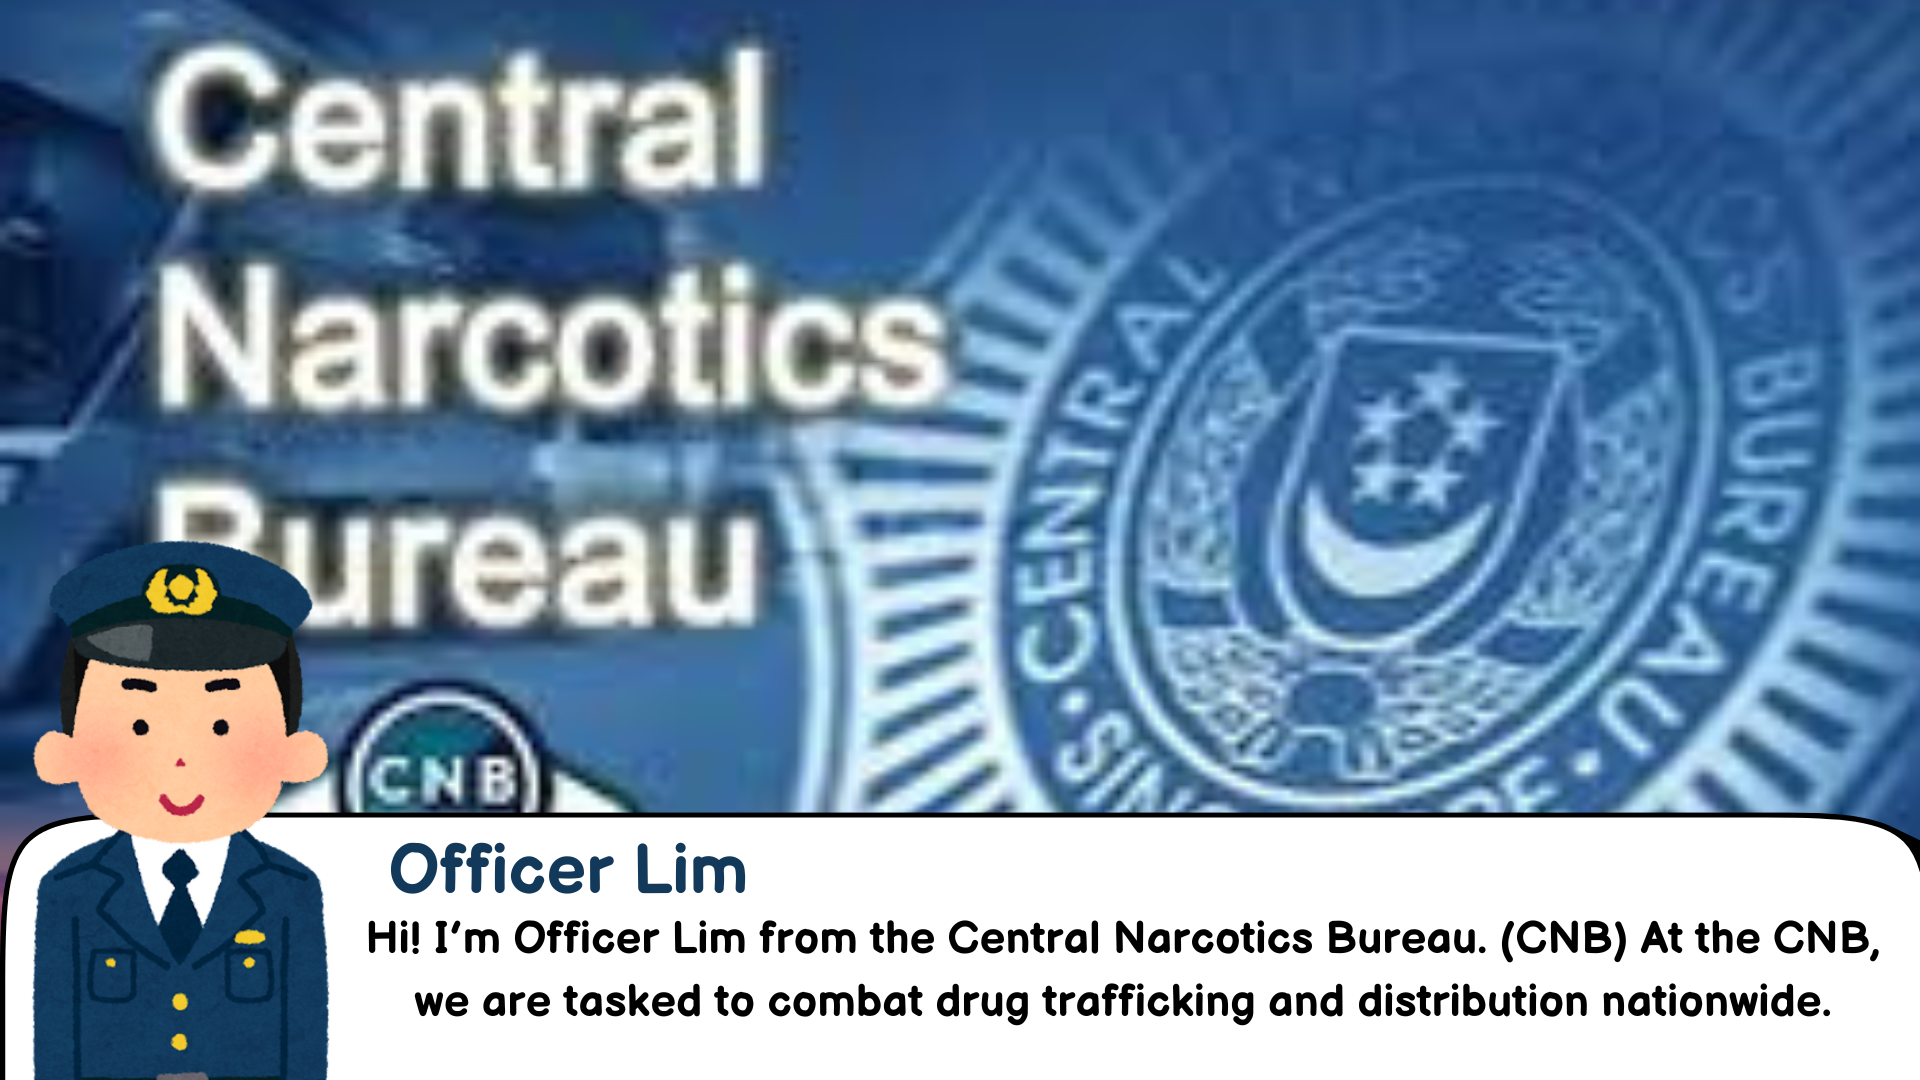 Central
Narcotics
Bureau
CENTRAL NARCOTICS BUREAU
CNB
Officer Lim
Hi! I'm Officer Lim from the Central Narcotics Bureau. (CNB) At the CNB,
we are tasked to combat drug trafficking and distribution nationwide.